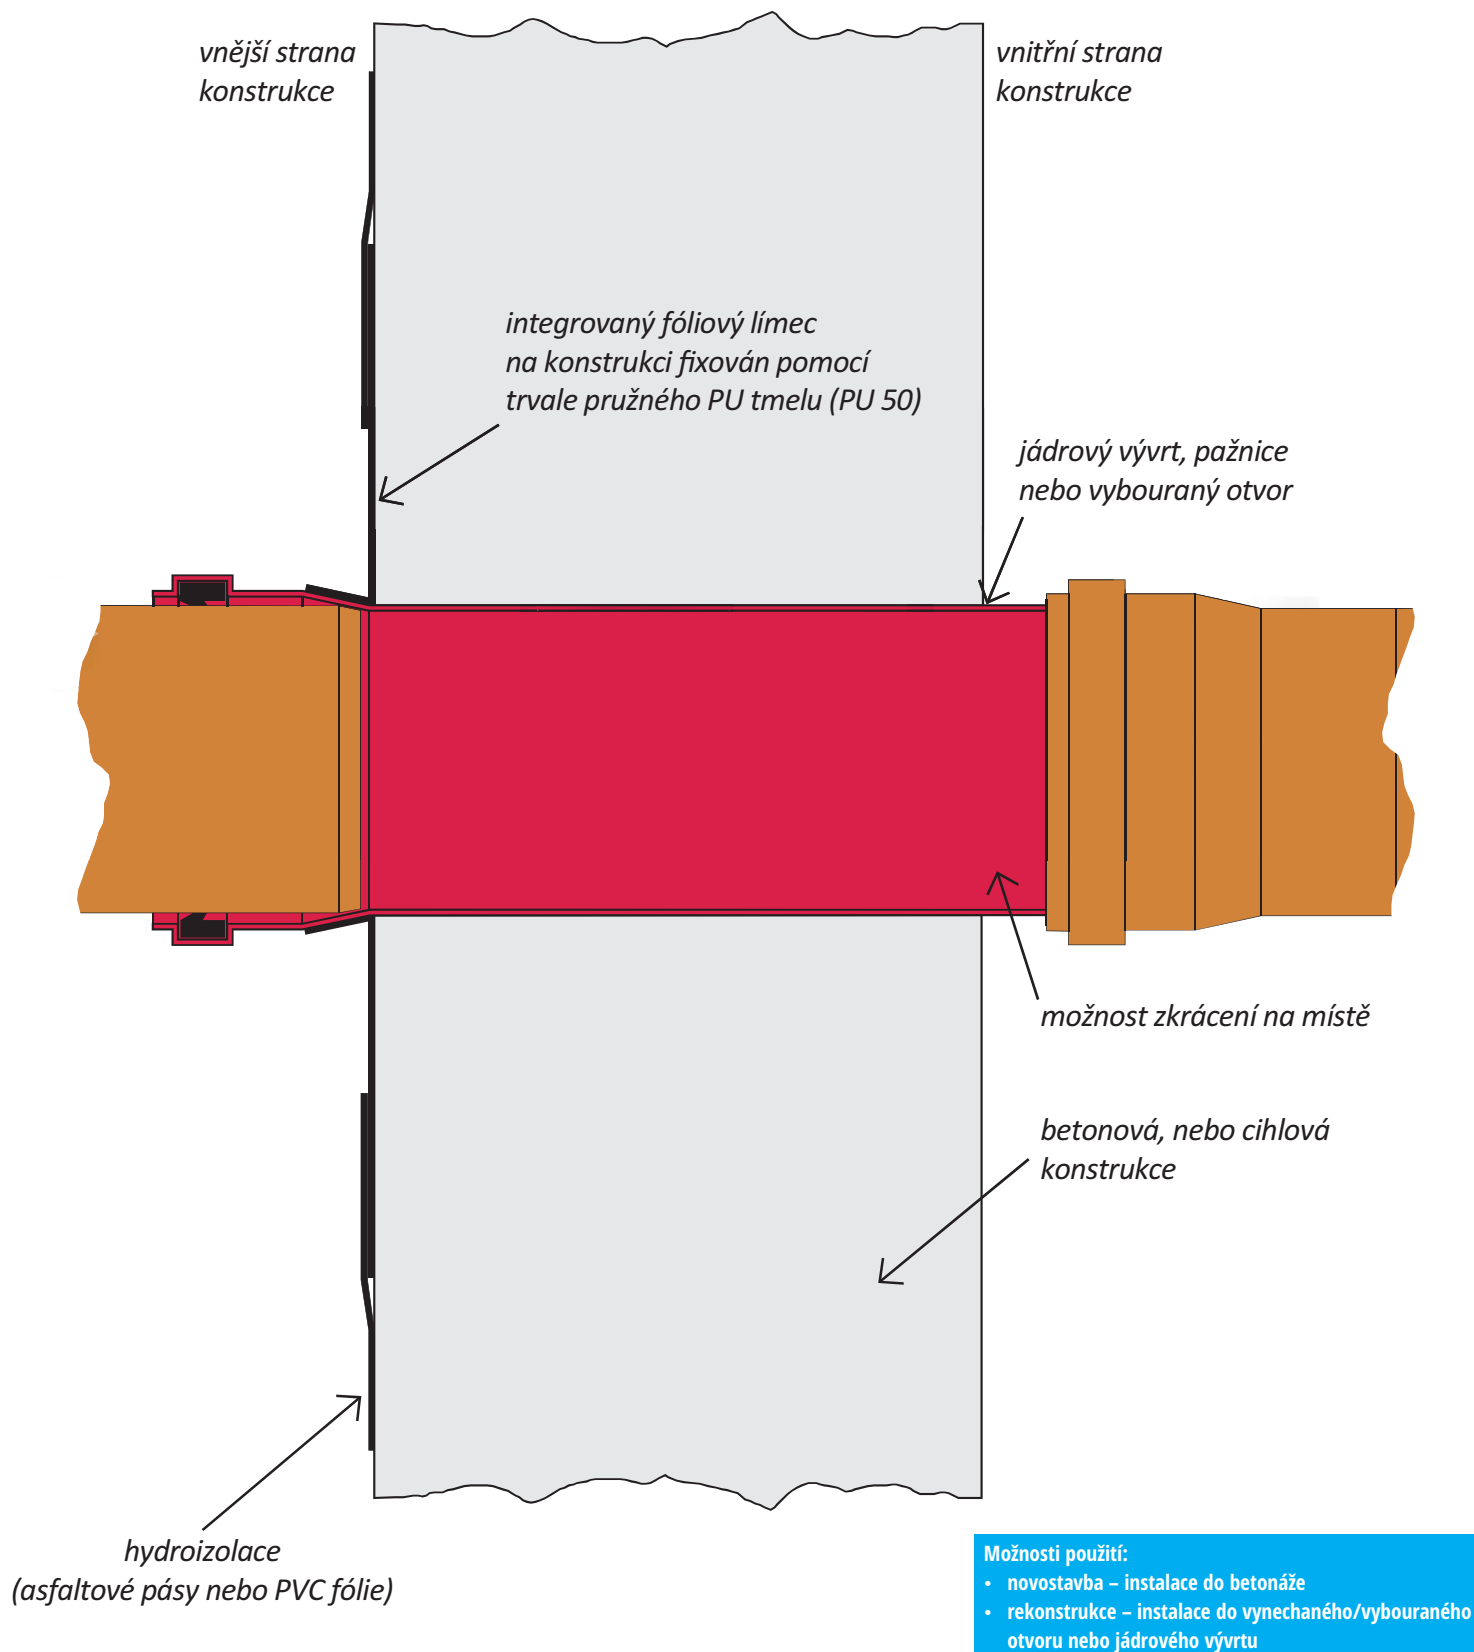 vnější strana
konstrukce
vnitřní strana
konstrukce
integrovaný fóliový límec
na konstrukci fixován pomocí
trvale pružného PU tmelu (PU 50)
jádrový vývrt, pažnice
nebo vybouraný otvor
možnost zkrácení na místě
betonová, nebo cihlová
konstrukce
hydroizolace
(asfaltové pásy nebo PVC fólie)
Možnosti použití:
• novostavba – instalace do betonáže
• rekonstrukce – instalace do vynechaného/vybouraného
otvoru nebo jádrového vývrtu